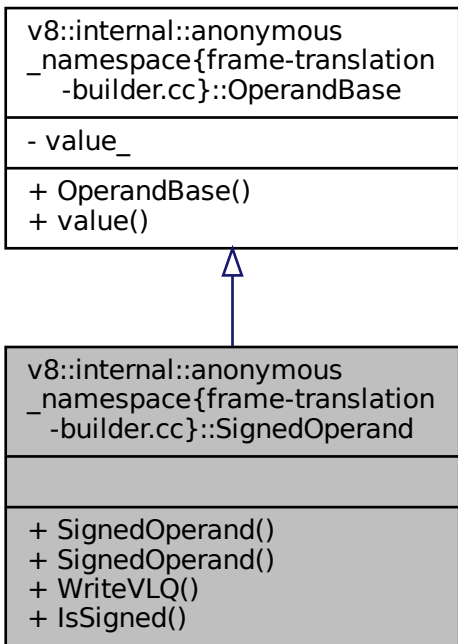 v8::internal::anonymous
_namespace{frame-translation
-builder.cc}::OperandBase
- value_
+ OperandBase()
+ value()
v8::internal::anonymous
_namespace{frame-translation
-builder.cc}::SignedOperand
+ SignedOperand()
+ SignedOperand()
+ WriteVLQ()
+ IsSigned()